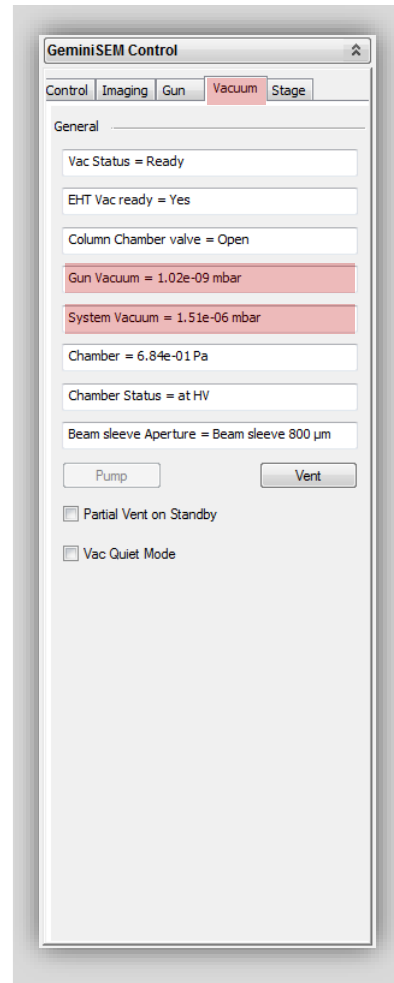 GeminiSEM Control
Control Imaging Gun Vacuum Stage
General
Vac Status = Ready
EHT Vac ready = Yes
Column Chamber valve = Open
Gun Vacuum = 1.02e-09 mbar
System Vacuum = 1.51e-06 mbar
Chamber = 6.84e-01 Pa
Chamber Status = at HV
Beam sleeve Aperture = Beam sleeve 800 µm
Pump Vent
Partial Vent on Standby
Vac Quiet Mode